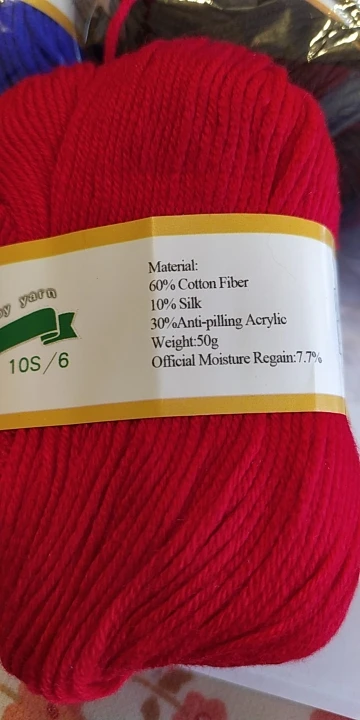 yarn
10S/6
Material:
60% Cotton Fiber
10% Silk
30%Anti-pilling Acrylic
Weight:50g
Official Moisture Regain:7.7%